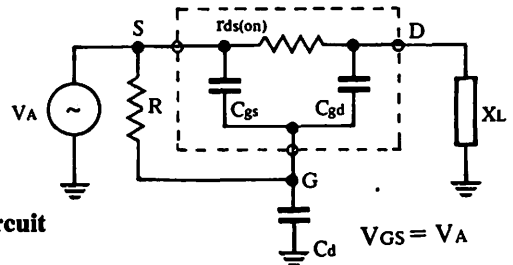 S
rds(on)
D
VA
R
Cgs
Cgd
XL
G
rcuit
Cd
VGS = VA